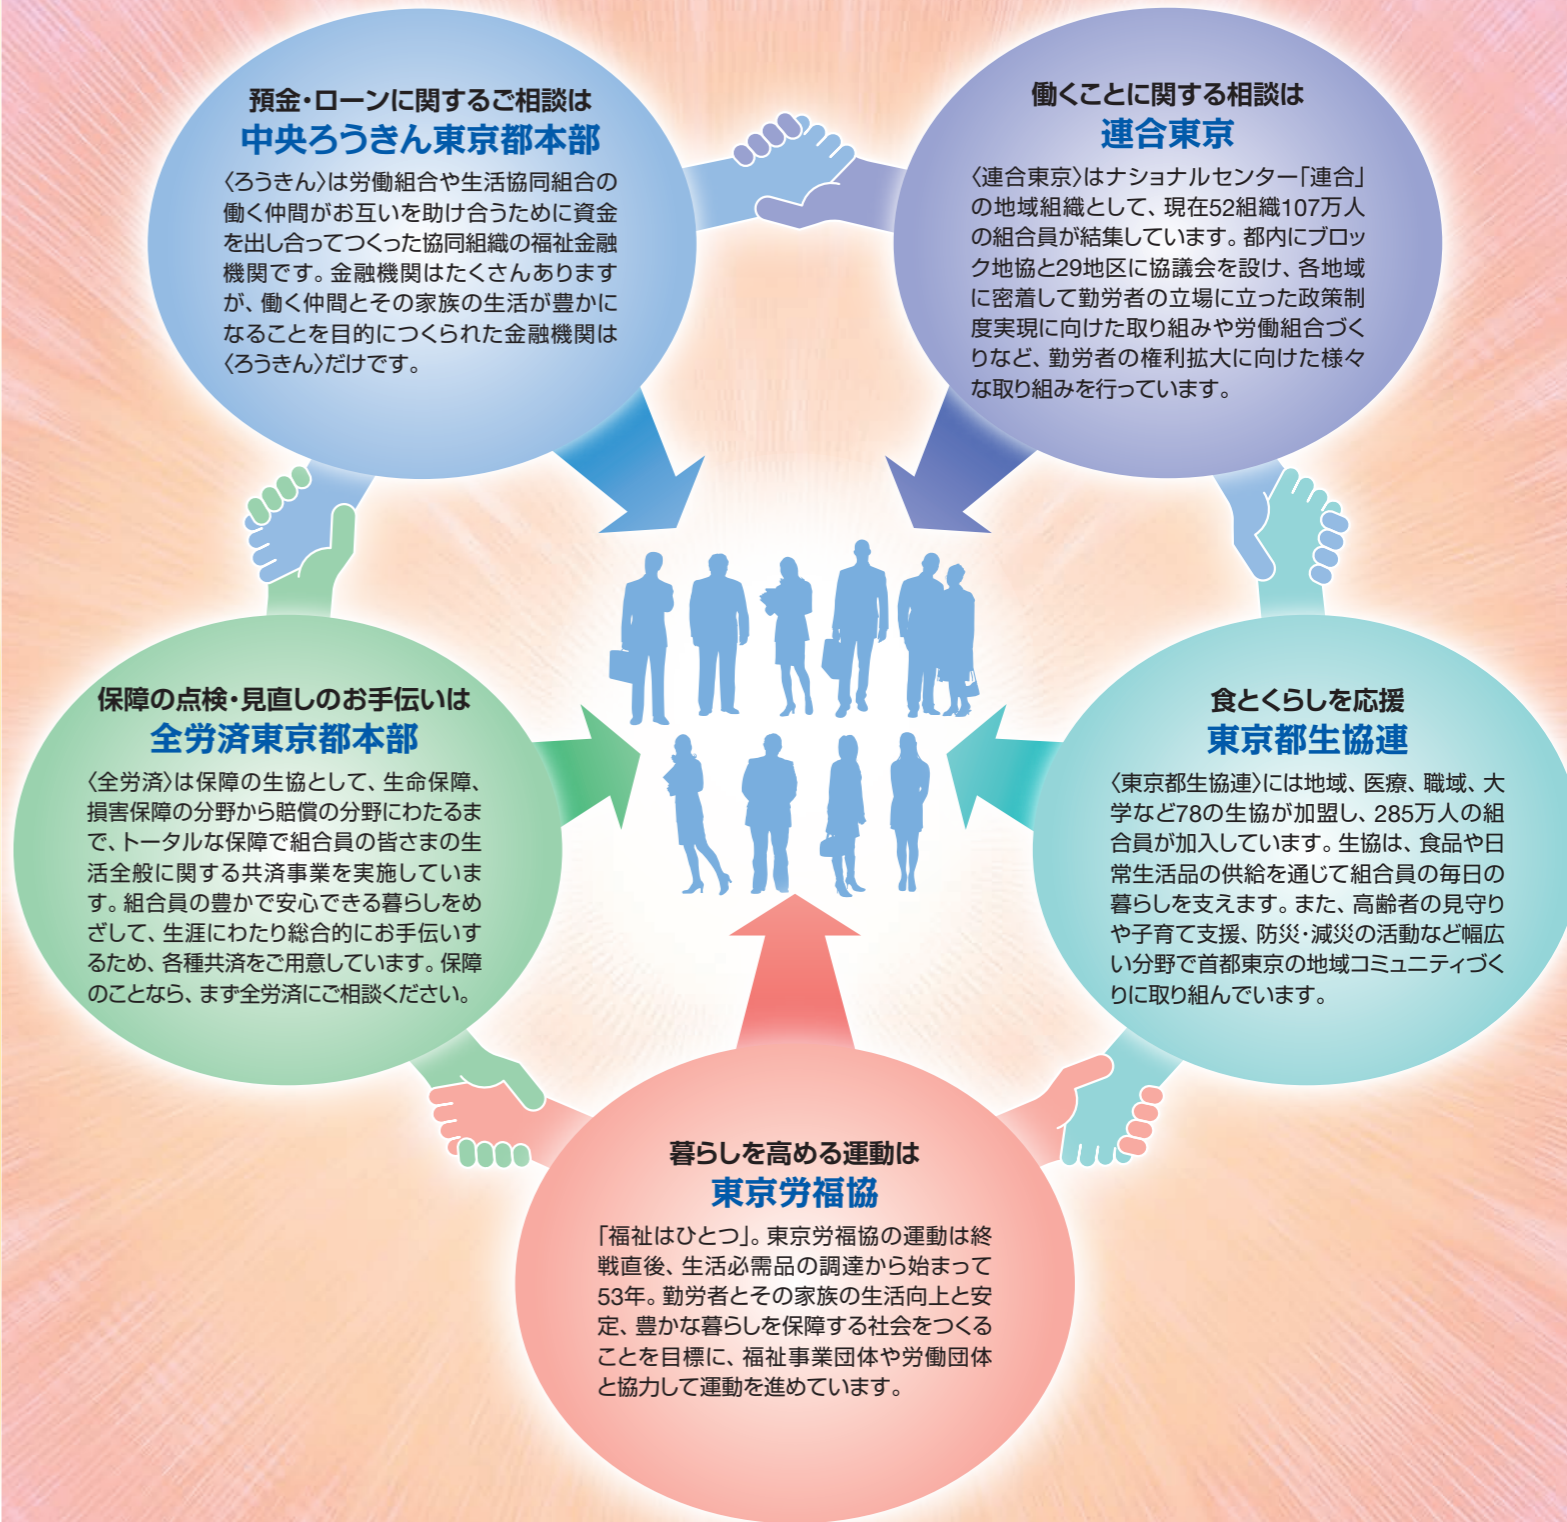 預金・ローンに関するご相談は
中央ろうきん東京都本部
〈ろうきん〉は労働組合や生活協同組合の
働く仲間がお互いを助け合うために資金
を出し合ってつくった協同組織の福祉金融
機関です。金融機関はたくさんあります
が、働く仲間とその家族の生活が豊かに
なることを目的につくられた金融機関は
〈ろうきん〉だけです。
働くことに関する相談は
連合東京
〈連合東京〉はナショナルセンター「連合」
の地域組織として、現在52組織107万人
の組合員が結集しています。都内にブロッ
ク地協と29地区に協議会を設け、各地域
に密着して勤労者の立場に立った政策制
度実現に向けた取り組みや労働組合づく
りなど、勤労者の権利拡大に向けた様々
な取り組みを行っています。
保障の点検・見直しのお手伝いは
全労済東京都本部
〈全労済〉は保障の生協として、生命保障、
損害保障の分野から賠償の分野にわたるま
で、トータルな保障で組合員の皆さまの生
活全般に関する共済事業を実施していま
す。組合員の豊かで安心できる暮らしをめ
ざして、生涯にわたり総合的にお手伝いす
るため、各種共済をご用意しています。保障
のことなら、まず全労済にご相談ください。
食とくらしを応援
東京都生協連
〈東京都生協連〉には地域、医療、職域、大
学など78の生協が加盟し、285万人の組
合員が加入しています。生協は、食品や日
常生活品の供給を通じて組合員の毎日の
暮らしを支えます。また、高齢者の見守り
や子育て支援、防災・減災の活動など幅広
い分野で首都東京の地域コミュニティづく
りに取り組んでいます。
暮らしを高める運動は
東京労福協
「福祉はひとつ」。東京労福協の運動は終
戦直後、生活必需品の調達から始まって
53年。勤労者とその家族の生活向上と安
定、豊かな暮らしを保障する社会をつくる
ことを目標に、福祉事業団体や労働団体
と協力して運動を進めています。